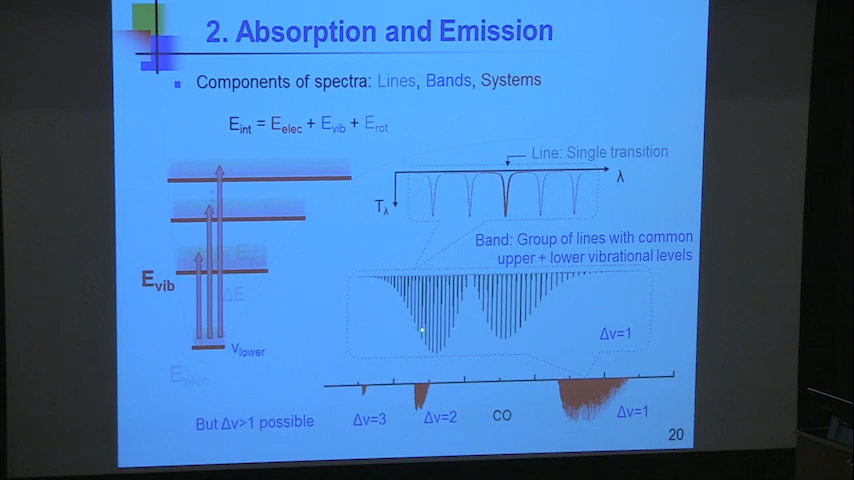 2. Absorption and Emission
Components of spectra: Lines, Bands, Systems
E_int = E_elec + E_vib + E_rot
Line: Single transition
λ
T_λ
Band: Group of lines with common
upper + lower vibrational levels
E_vib
ΔE
v_lower
Δv=1
But Δv>1 possible
Δv=3
Δv=2
CO
Δv=1
20